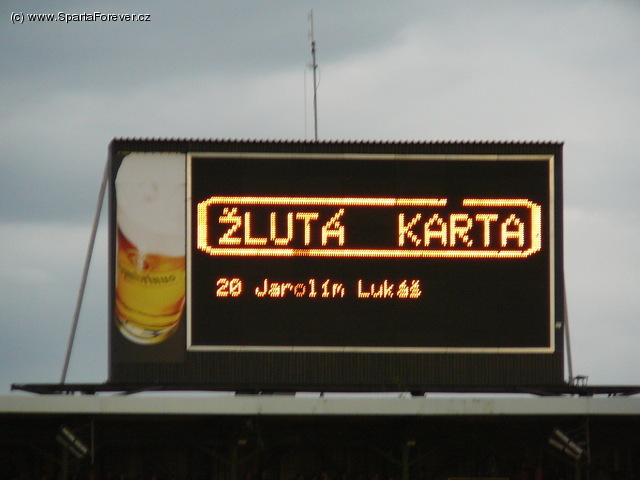 (c) www.SpartaForever.cz
ŽLUTÁ KARTA
20 Jarolím Lukáš